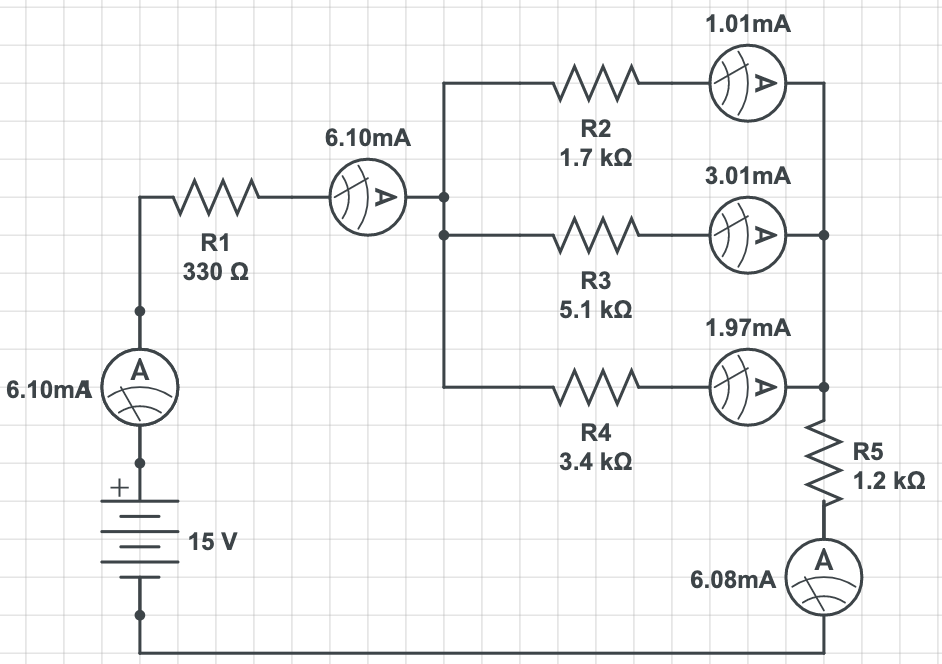 1.01mA
R2
1.7 kΩ
6.10mA
3.01mA
R1
330 Ω
R3
5.1 kΩ
1.97mA
A
6.10mA
R4
3.4 kΩ
R5
1.2 kΩ
+
15 V
A
6.08mA
A
A
A
A